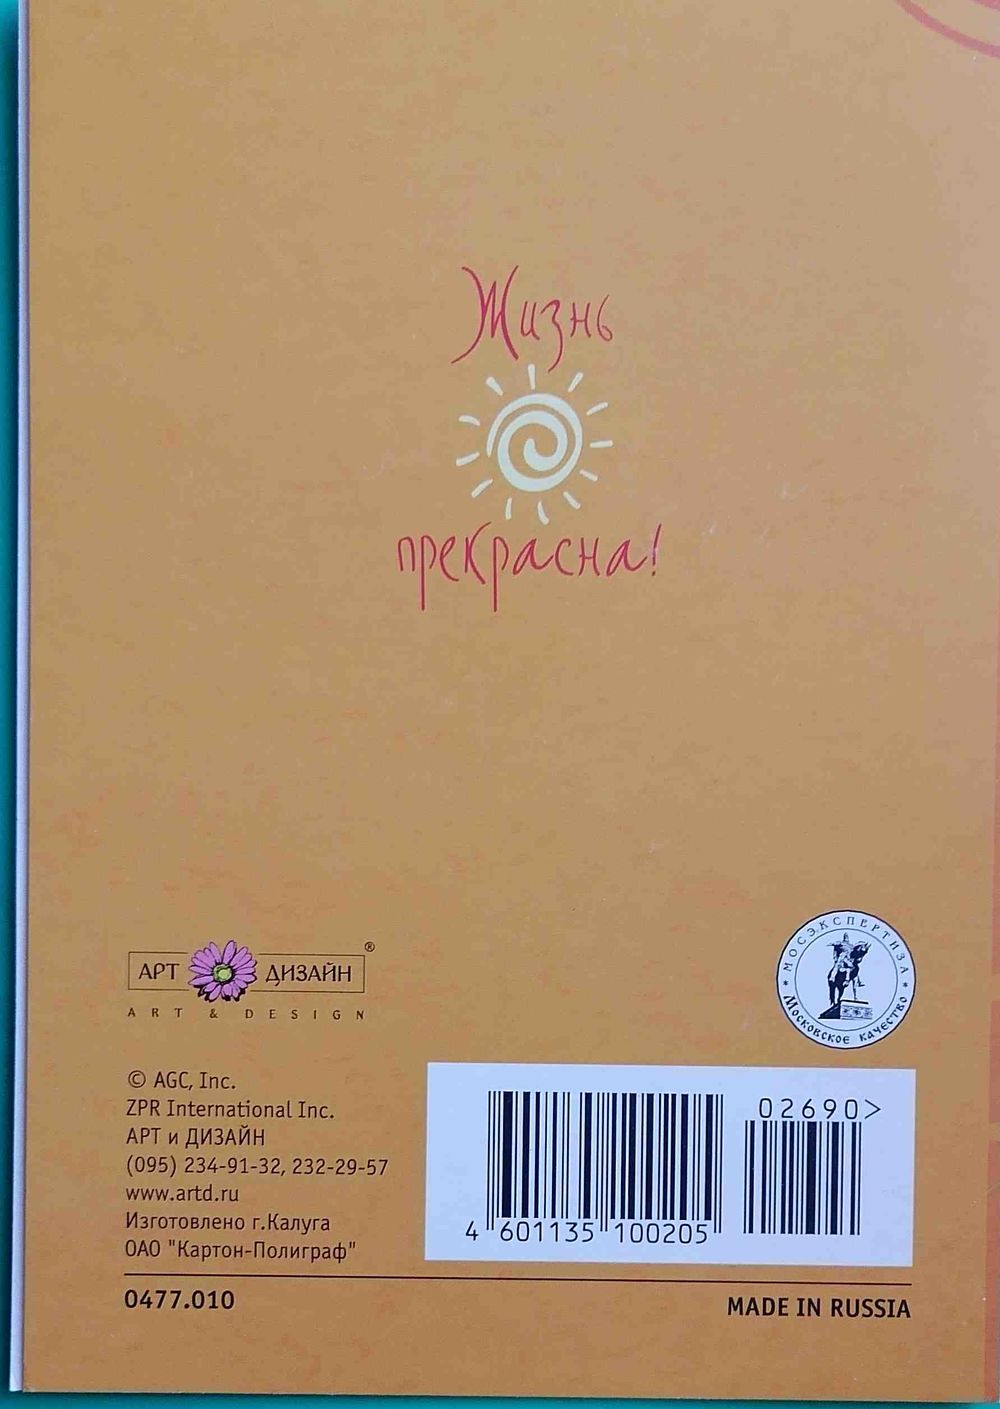 Жизнь
прекрасна!
АРТ ДИЗАЙН ®
ART & DESIGN
МОСЭКСПЕРТИЗА
* Московское качество *
© AGC, Inc.
ZPR International Inc.
АРТ и ДИЗАЙН
(095) 234-91-32, 232-29-57
www.artd.ru
Изготовлено г.Калуга
ОАО "Картон-Полиграф"
02690>
4 601135 100205
0477.010
MADE IN RUSSIA